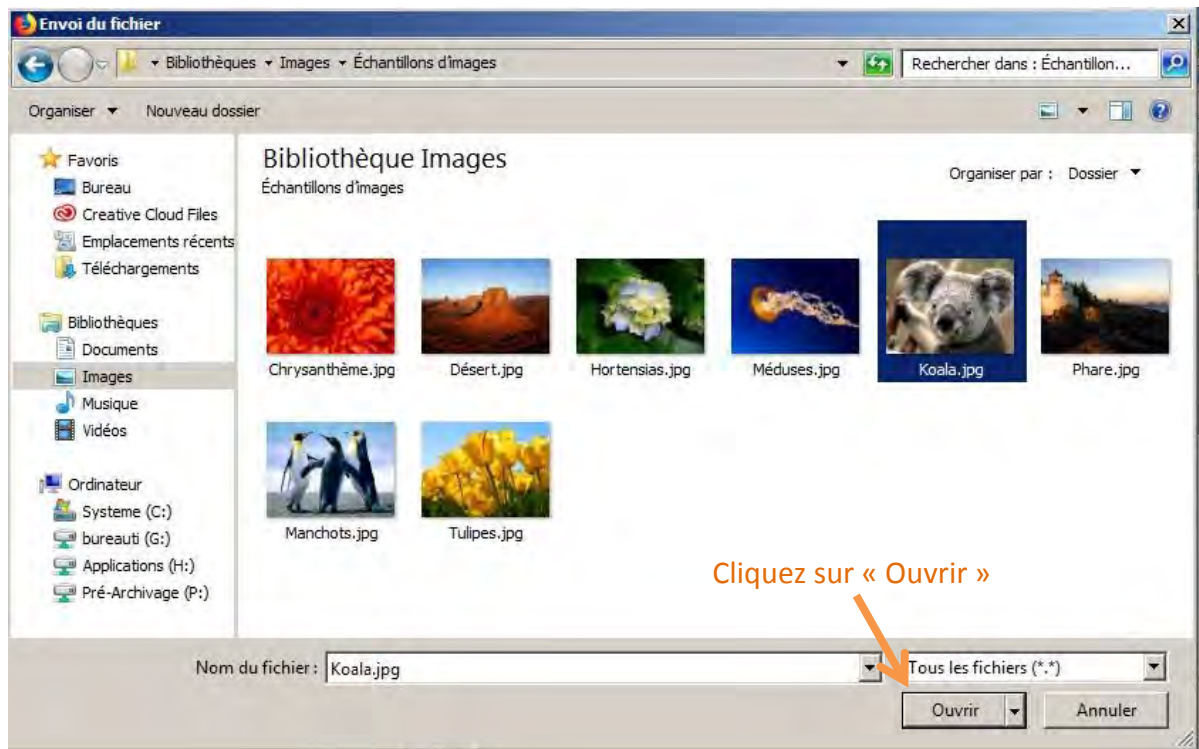 Envoi du fichier
Bibliothèques Images Échantillons d'images
Rechercher dans : Échantillon...
Organiser Nouveau dossier
Favoris
Bureau
Creative Cloud Files
Emplacements récents
Téléchargements
Bibliothèques
Documents
Images
Musique
Vidéos
Ordinateur
Systeme (C:)
bureauti (G:)
Applications (H:)
Pré-Archivage (P:)
Bibliothèque Images
Échantillons d'images
Organiser par : Dossier
Chrysanthème.jpg
Désert.jpg
Hortensias.jpg
Méduses.jpg
Koala.jpg
Phare.jpg
Manchots.jpg
Tulipes.jpg
Cliquez sur « Ouvrir »
Nom du fichier : Koala.jpg
Tous les fichiers (*.*)
Ouvrir
Annuler